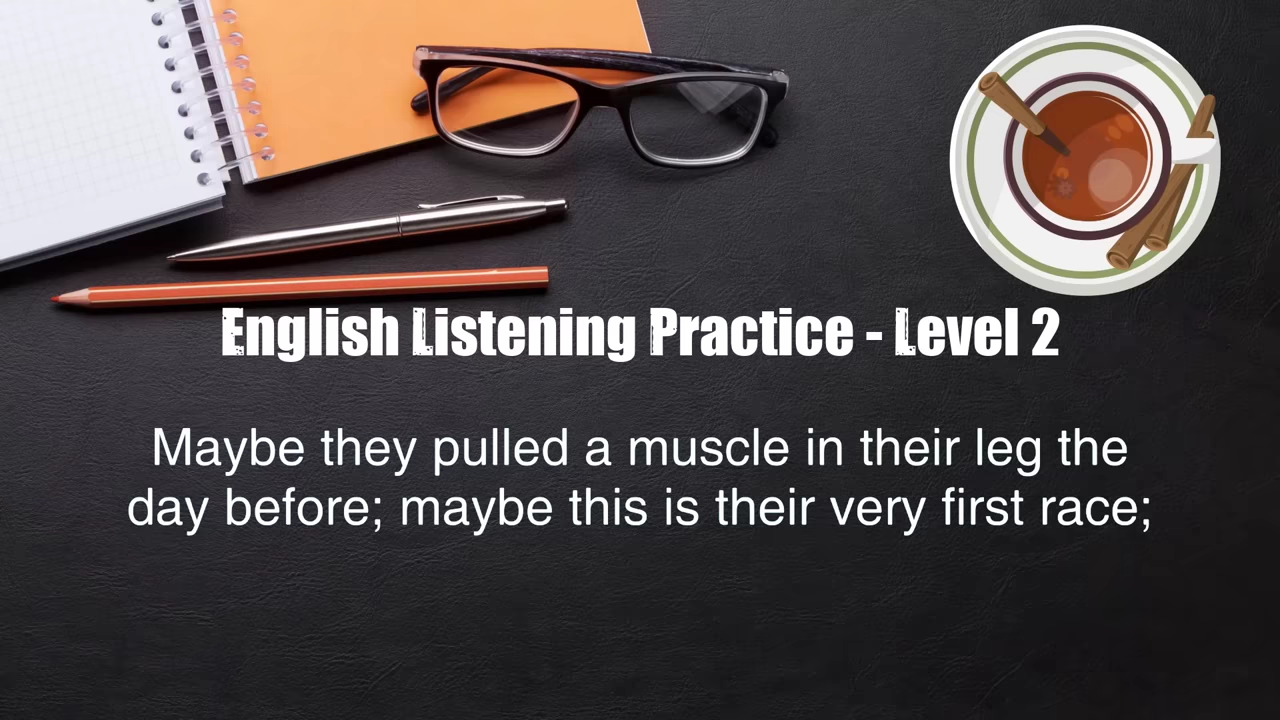 English Listening Practice - Level 2
Maybe they pulled a muscle in their leg the
day before; maybe this is their very first race;